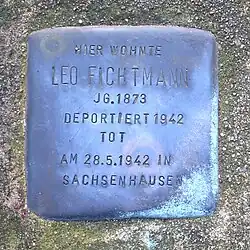 HIER WOHNTE
LEO FICHTMANN
JG. 1873
DEPORTIERT 1942
TOT
AM 28.5.1942 IN
SACHSENHAUSEN